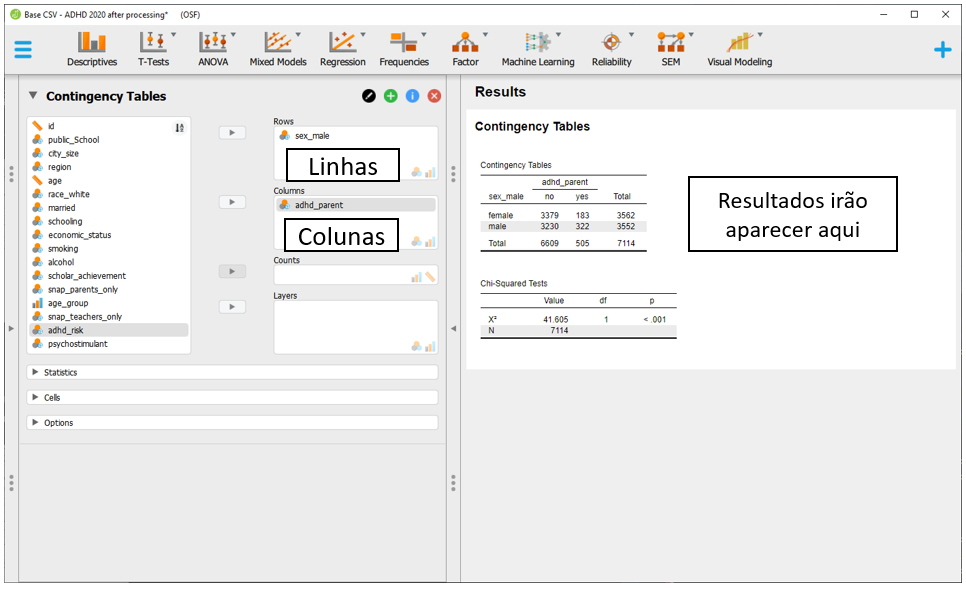 Base CSV - ADHD 2020 after processing* (OSF)
Descriptives T-Tests ANOVA Mixed Models Regression Frequencies Factor Machine Learning Reliability SEM Visual Modeling
Contingency Tables
id
public_School
city_size
region
age
race_white
married
schooling
economic_status
smoking
alcohol
scholar_achievement
snap_parents_only
age_group
snap_teachers_only
adhd_risk
psychostimulant
Rows
sex_male
Linhas
Columns
adhd_parent
Colunas
Counts
Layers
Statistics
Cells
Options
Results
Contingency Tables
Contingency Tables
adhd_parent
sex_male no yes Total
female 3379 183 3562
male 3230 322 3552
Total 6609 505 7114
Chi-Squared Tests
Value df p
X² 41.605 1 < .001
N 7114
Resultados irão
aparecer aqui